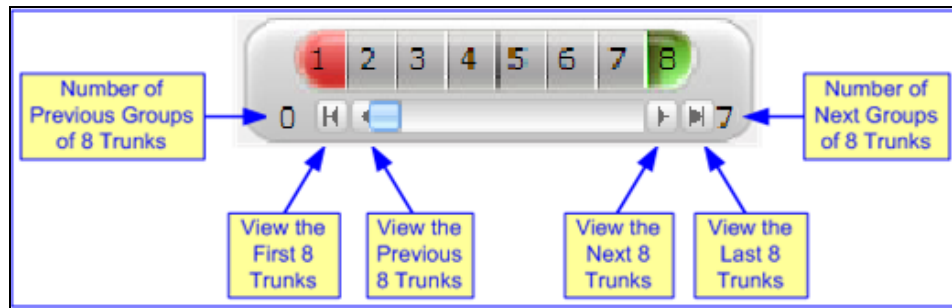 1 2 3 4 5 6 7 8
Number of
Previous Groups
of 8 Trunks
0
7
Number of
Next Groups
of 8 Trunks
View the
First 8
Trunks
View the
Previous
8 Trunks
View the
Next 8
Trunks
View the
Last 8
Trunks